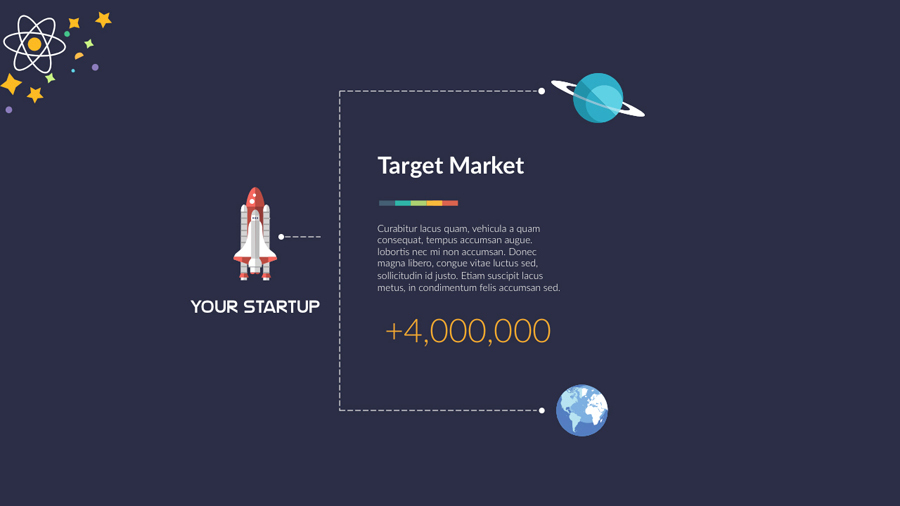 Target Market
Curabitur lacus quam, vehicula a quam
consequat, tempus accumsan augue.
lobortis nec mi non accumsan. Donec
magna libero, congue vitae luctus sed,
sollicitudin id justo. Etiam suscipit lacus
metus, in condimentum felis accumsan sed.
YOUR STARTUP
+4,000,000